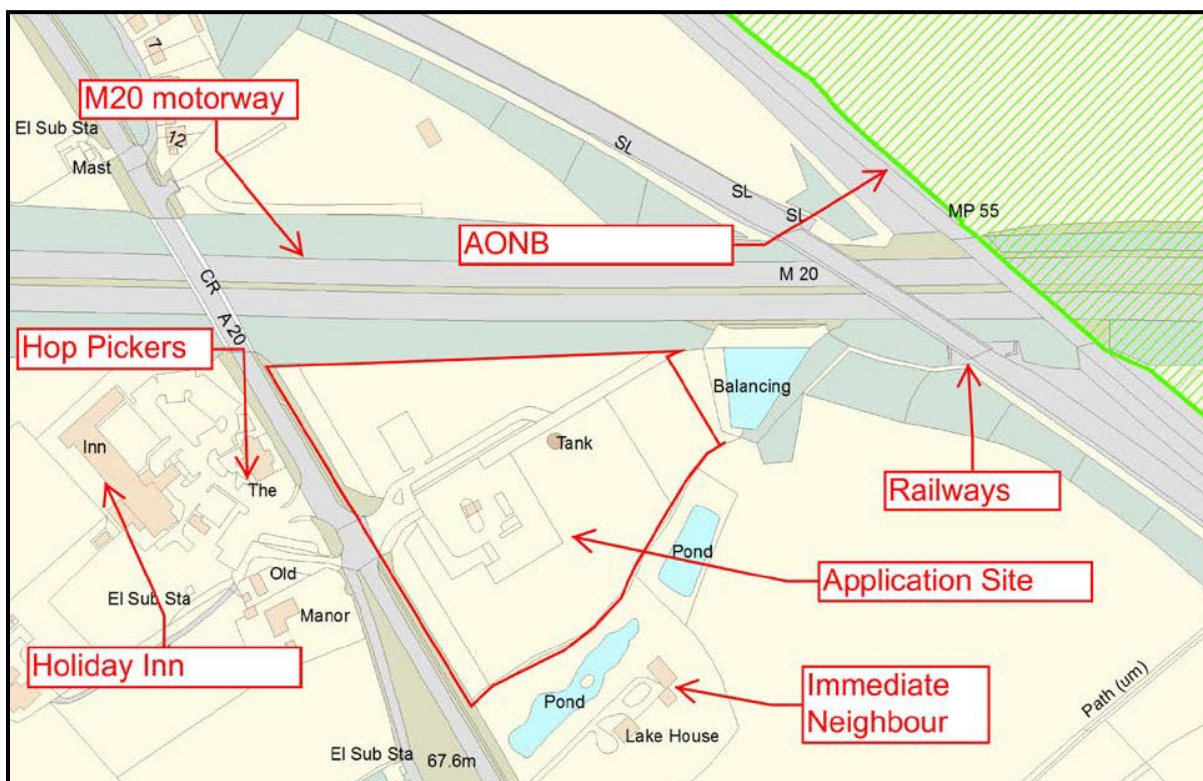 7
M20 motorway
El Sub Sta
12
Mast
SL
SL
SL
MP 55
AONB
M 20
CR
A 20
Hop Pickers
Balancing
Inn
Tank
The
Railways
Pond
Old
Application Site
El Sub Sta
Manor
Holiday Inn
Immediate
Neighbour
Pond
Path (um)
Lake House
El Sub Sta
67.6m